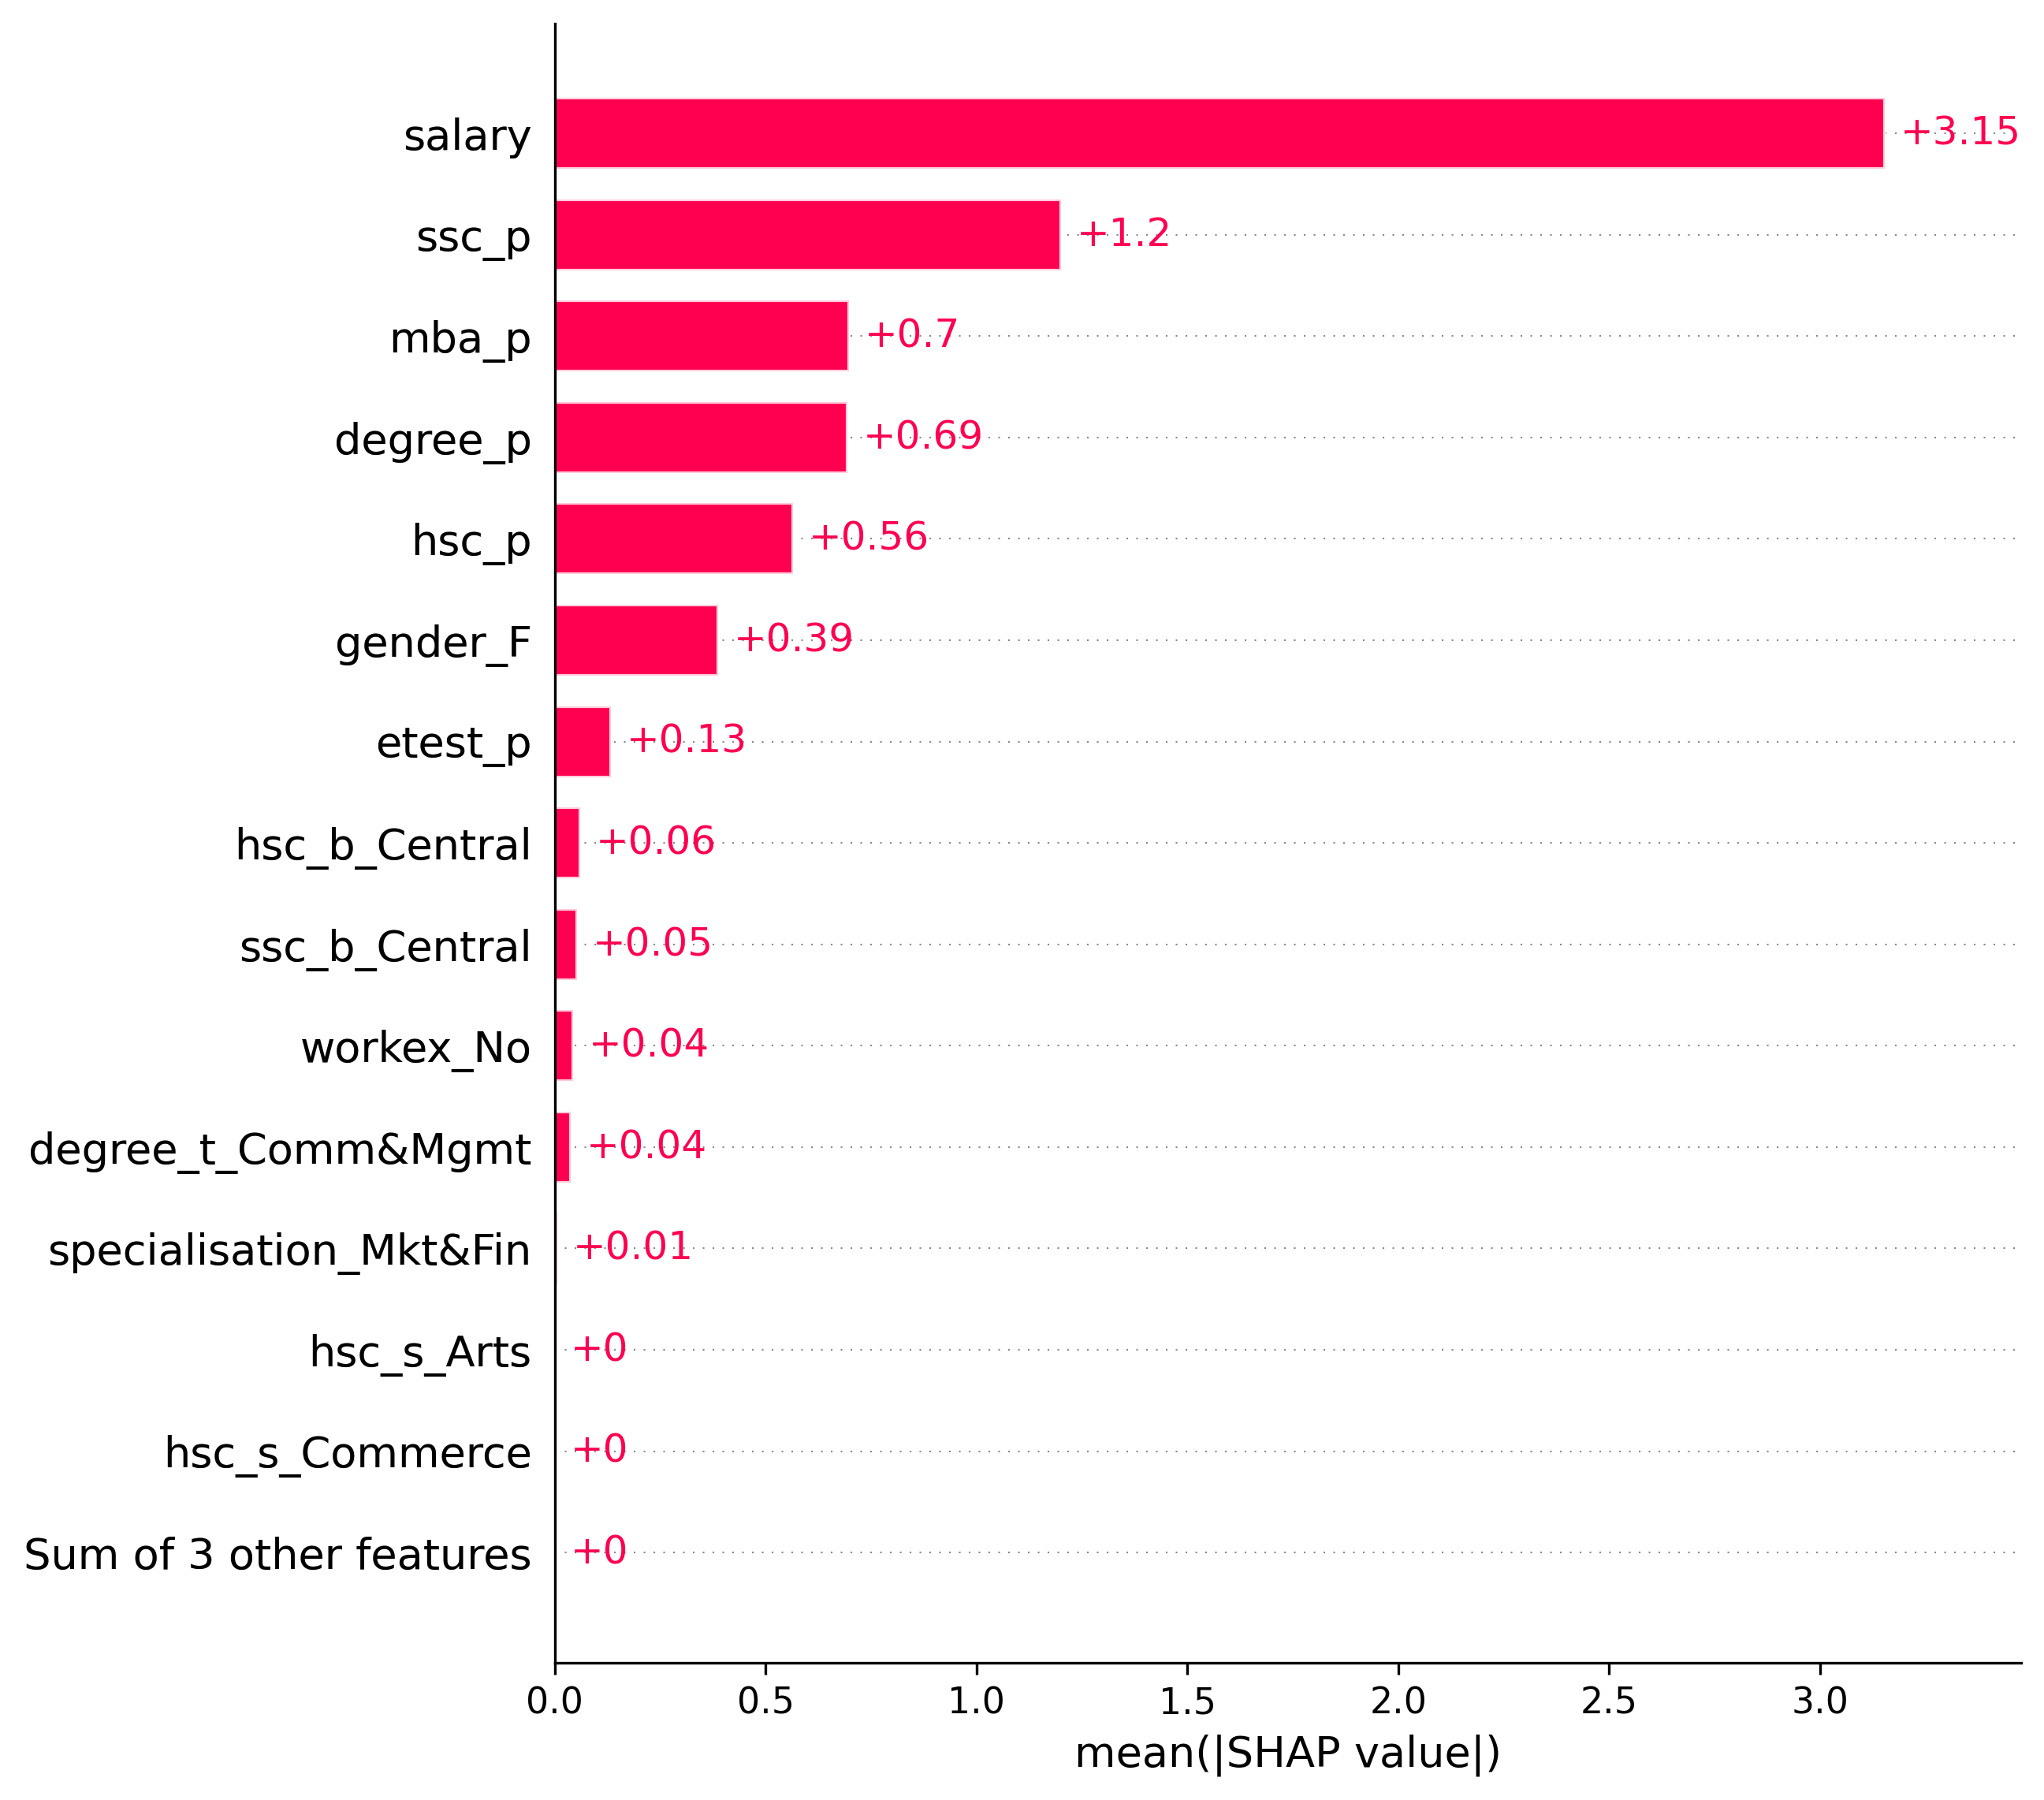 salary +3.15
ssc_p +1.2
mba_p +0.7
degree_p +0.69
hsc_p +0.56
gender_F +0.39
etest_p +0.13
hsc_b_Central +0.06
ssc_b_Central +0.05
workex_No +0.04
degree_t_Comm&Mgmt +0.04
specialisation_Mkt&Fin +0.01
hsc_s_Arts +0
hsc_s_Commerce +0
Sum of 3 other features +0
0.0 0.5 1.0 1.5 2.0 2.5 3.0
mean(|SHAP value|)